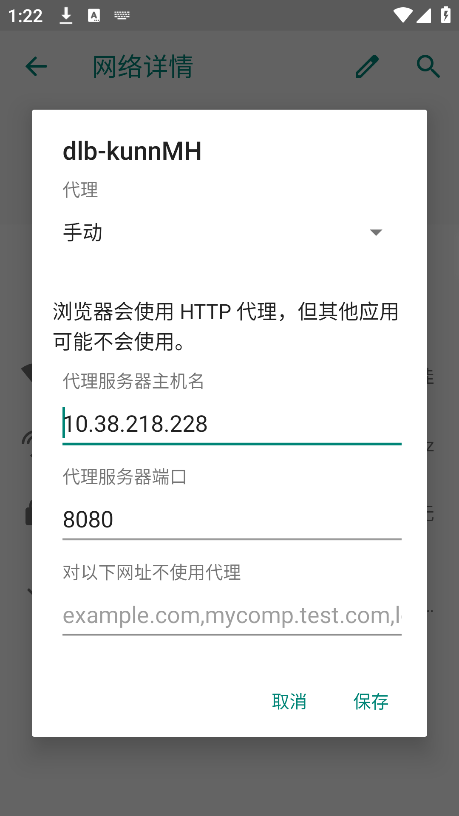 1:22
网络详情
dlb-kunnMH
代理
手动
浏览器会使用 HTTP 代理，但其他应用
可能不会使用。
代理服务器主机名
10.38.218.228
代理服务器端口
8080
对以下网址不使用代理
example.com,mycomp.test.com,l
取消
保存